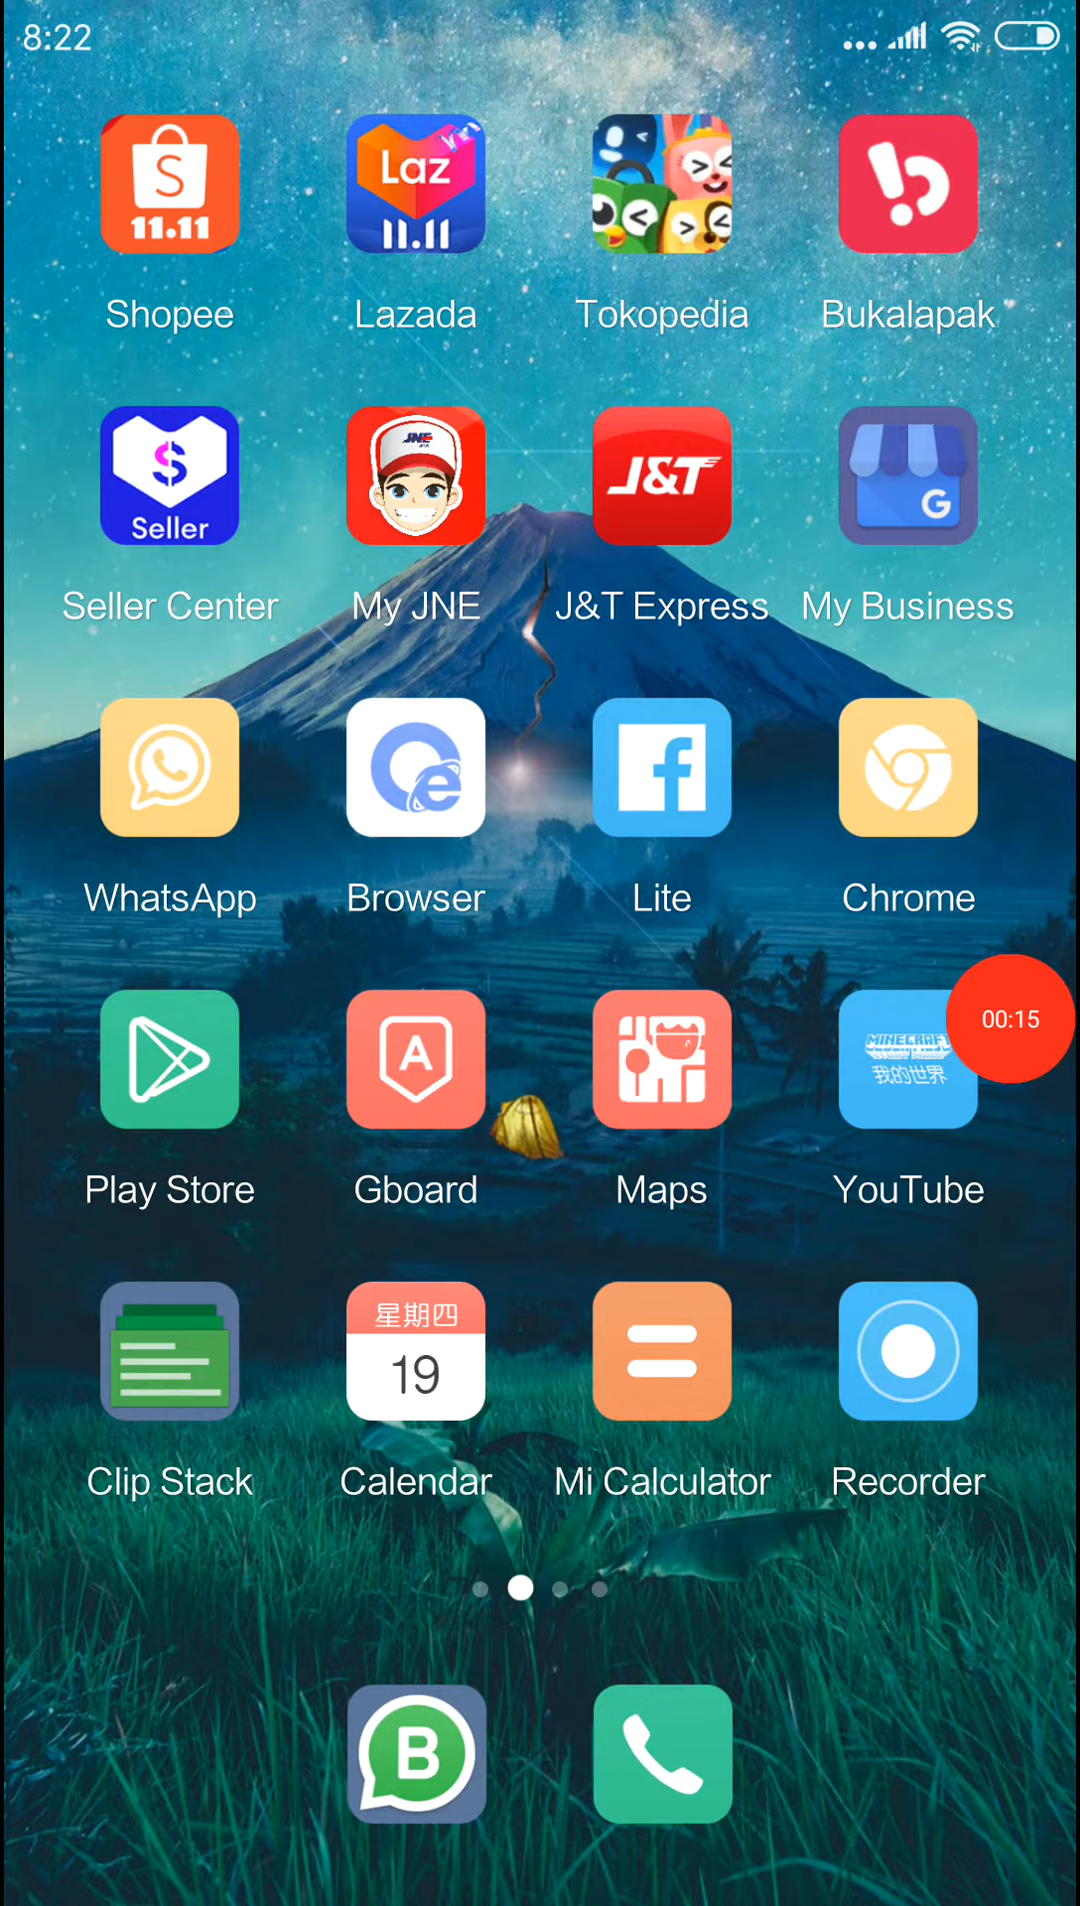 8:22
S
11.11
Laz
11.11
Shopee
Lazada
Tokopedia
Bukalapak
$
Seller
JNE
J&T
G
Seller Center
My JNE
J&T Express
My Business
e
f
WhatsApp
Browser
Lite
Chrome
A
MINECRAFT
我的世界
00:15
Play Store
Gboard
Maps
YouTube
星期四
19
Clip Stack
Calendar
Mi Calculator
Recorder
B